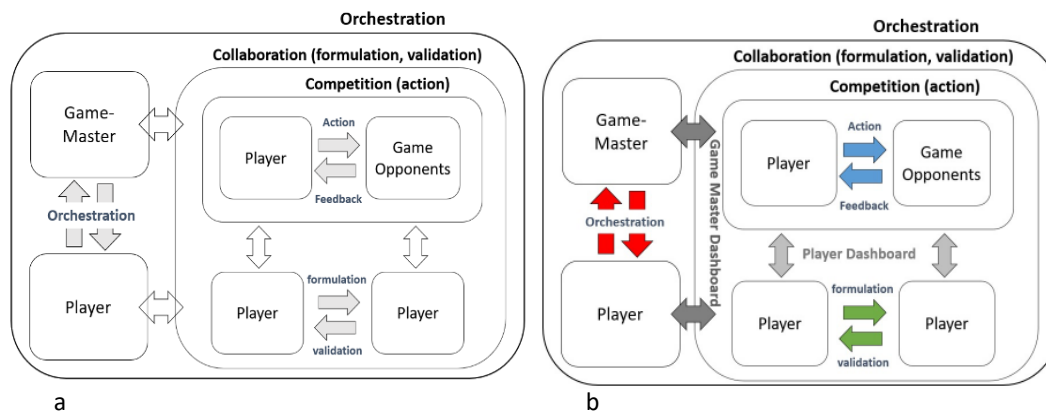 Orchestration
Collaboration (formulation, validation)
Competition (action)
Game-
Master
Action
Player
Game
Opponents
Feedback
Orchestration
Player
formulation
Player
Player
validation
a
Orchestration
Collaboration (formulation, validation)
Competition (action)
Game-
Master
Action
Player
Game
Opponents
Feedback
Orchestration
Game Master Dashboard
Player Dashboard
Player
formulation
Player
Player
validation
b